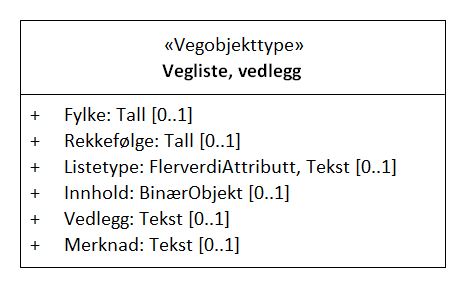 «Vegobjekttype»
Vegliste, vedlegg
+ Fylke: Tall [0..1]
+ Rekkefølge: Tall [0..1]
+ Listetype: FlerverdiAttributt, Tekst [0..1]
+ Innhold: BinærObjekt [0..1]
+ Vedlegg: Tekst [0..1]
+ Merknad: Tekst [0..1]